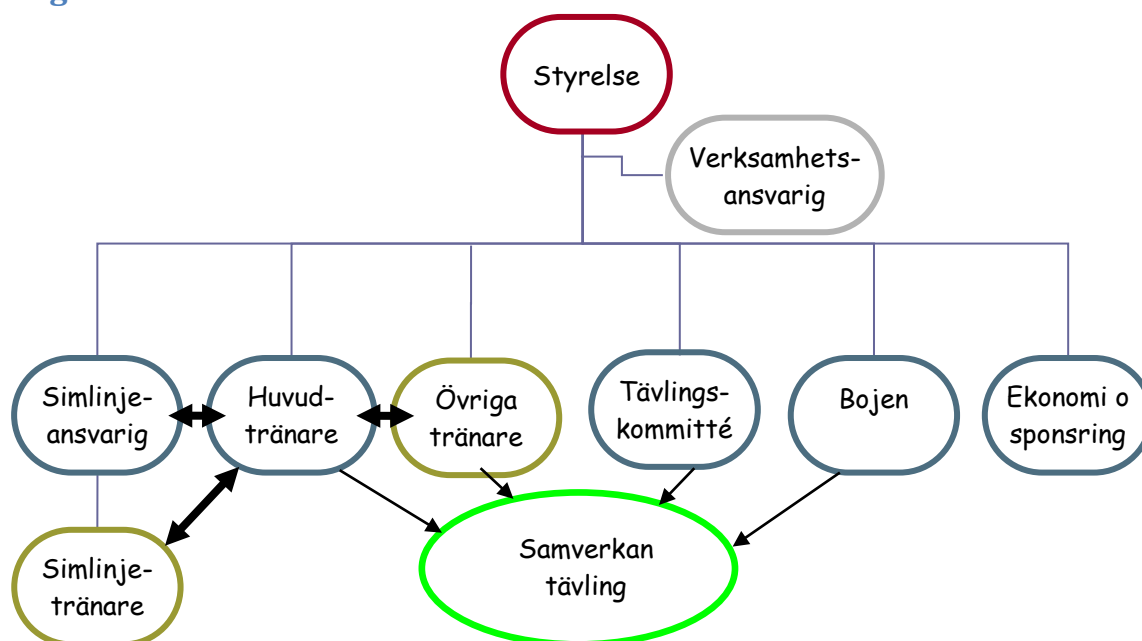 Styrelse
Verksamhets-
ansvarig
Simlinje-
ansvarig
Huvud-
tränare
Övriga
tränare
Tävlings-
kommitté
Bojen
Ekonomi o
sponsring
Samverkan
tävling
Simlinje-
tränare